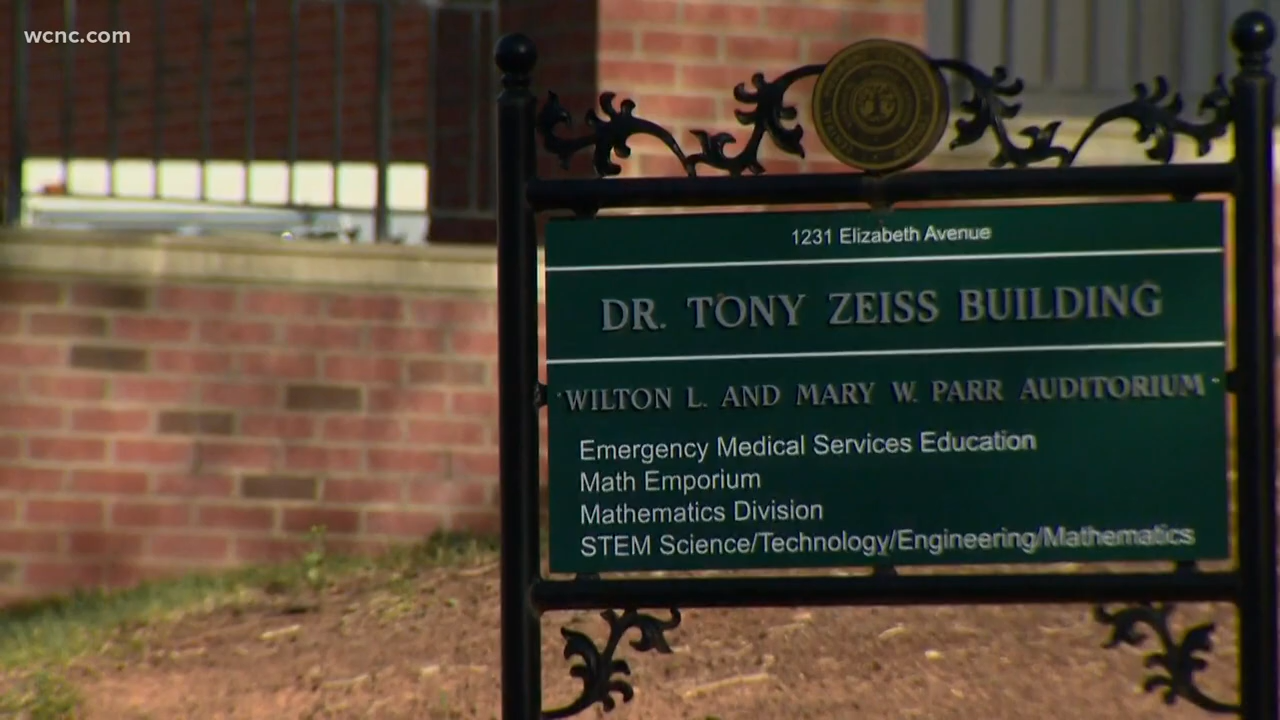 wcnc.com
1231 Elizabeth Avenue
DR. TONY ZEISS BUILDING
WILTON L. AND MARY W. PARR AUDITORIUM
Emergency Medical Services Education
Math Emporium
Mathematics Division
STEM Science/Technology/Engineering/Mathematics